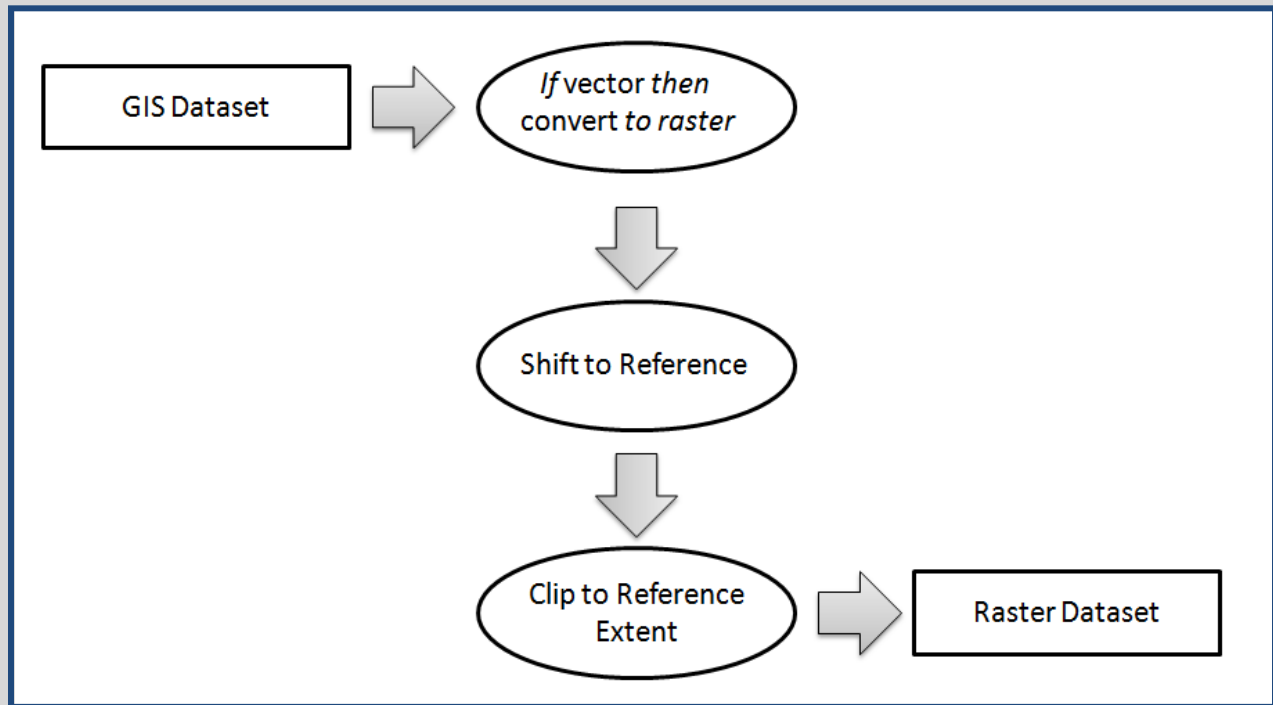 GIS Dataset
If vector then
convert to raster
Shift to Reference
Clip to Reference
Extent
Raster Dataset